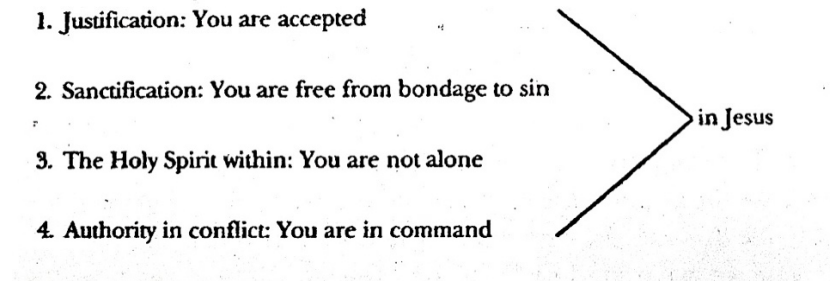 1. Justification: You are accepted
2. Sanctification: You are free from bondage to sin
in Jesus
3. The Holy Spirit within: You are not alone
4. Authority in conflict: You are in command